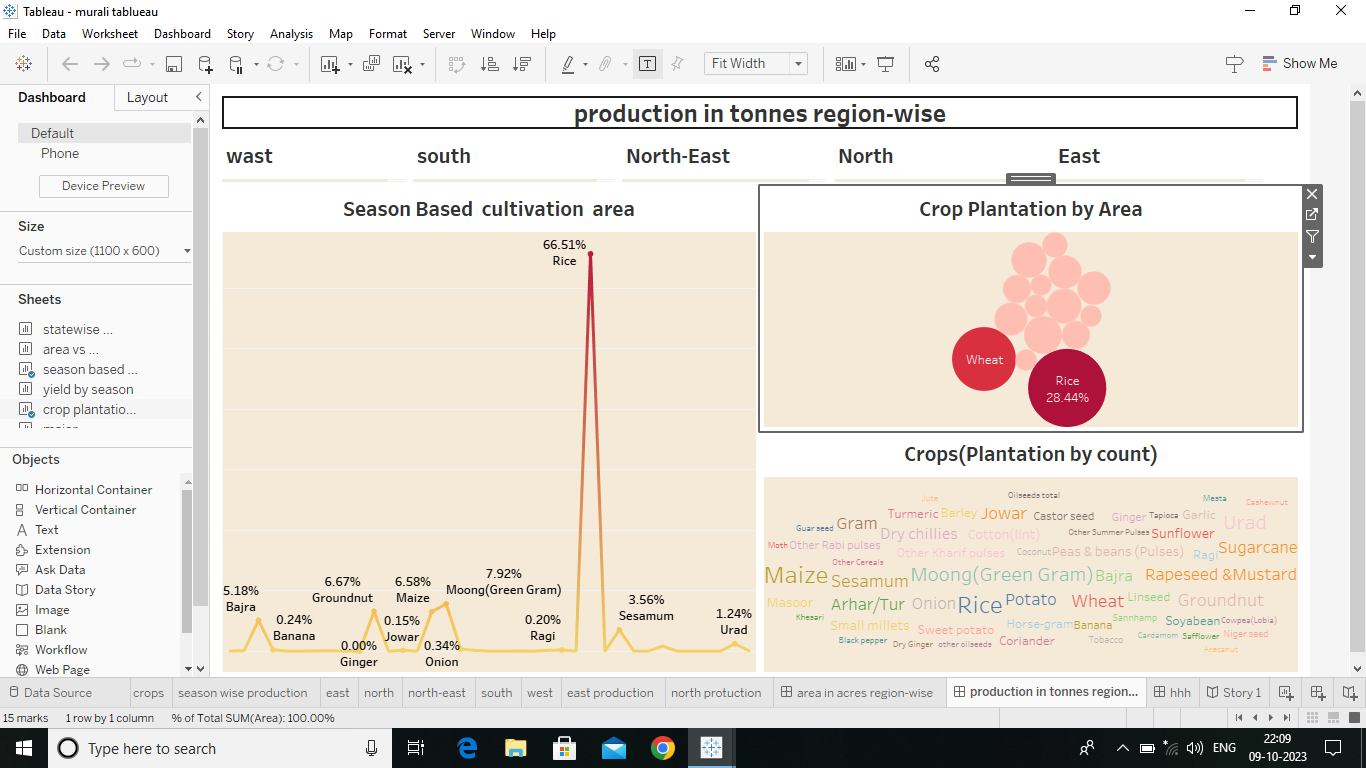 Tableau - murali tablueau
File Data Worksheet Dashboard Story Analysis Map Format Server Window Help
Fit Width
Show Me
Dashboard Layout
Default
Phone
Device Preview
Size
Custom size (1100 x 600)
Sheets
statewise ...
area vs ...
season based ...
yield by season
crop plantatio...
Objects
Horizontal Container
Vertical Container
Text
Extension
Ask Data
Data Story
Image
Blank
Workflow
Web Page
production in tonnes region-wise
wast south North-East North East
Season Based cultivation area
66.51%
Rice
5.18%
Bajra
0.24%
Banana
6.67%
Groundnut
0.00%
Ginger
0.15%
Jowar
6.58%
Maize
0.34%
Onion
7.92%
Moong(Green Gram)
0.20%
Ragi
3.56%
Sesamum
1.24%
Urad
Crop Plantation by Area
Wheat
Rice
28.44%
Crops(Plantation by count)
Jute Oilseeds total Mesta Cashewnut
Turmeric Barley Jowar Castor seed Ginger Tapioca Garlic
Guar seed Gram Dry chillies Cotton(lint) Other Summer Pulses Sunflower Urad
Moth Other Rabi pulses Other Kharif pulses Coconut Peas & beans (Pulses) Ragi Sugarcane
Other Cereals
Maize Sesamum Moong(Green Gram) Bajra Rapeseed &Mustard
Masoor Arhar/Tur Onion Rice Potato Wheat Linseed Groundnut
Khesari Small millets Sweet potato Horse-gram Banana Sannhamp Soyabean Cowpea(Lobia)
Black pepper Dry Ginger other oilseeds Coriander Tobacco Cardamom Safflower Niger seed
Arecanut
Data Source crops season wise production east north north-east south west east production north protuction area in acres region-wise production in tonnes region... hhh Story 1
15 marks 1 row by 1 column % of Total SUM(Area): 100.00%
Type here to search
ENG
22:09
09-10-2023